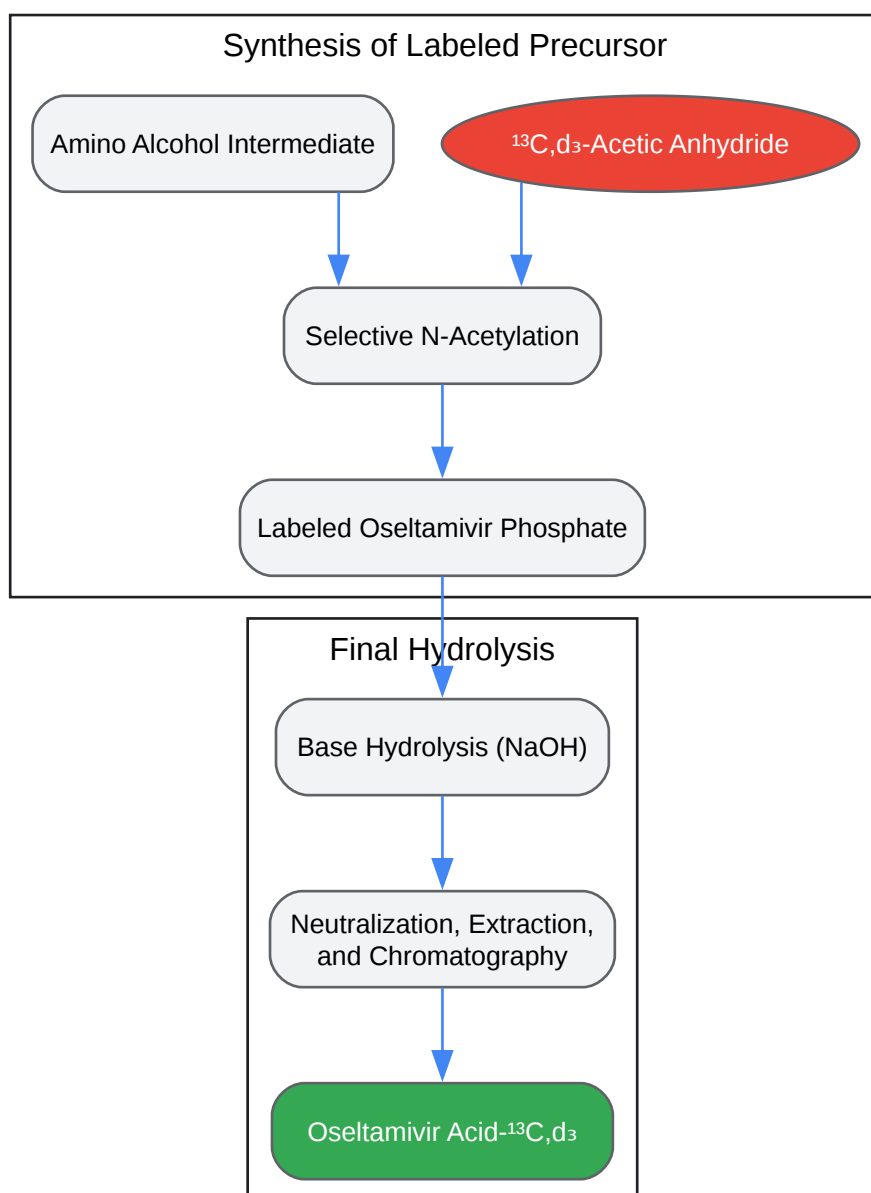 Synthesis of Labeled Precursor
Amino Alcohol Intermediate
¹³C,d₃-Acetic Anhydride
Selective N-Acetylation
Labeled Oseltamivir Phosphate
Final Hydrolysis
Base Hydrolysis (NaOH)
Neutralization, Extraction,
and Chromatography
Oseltamivir Acid-¹³C,d₃